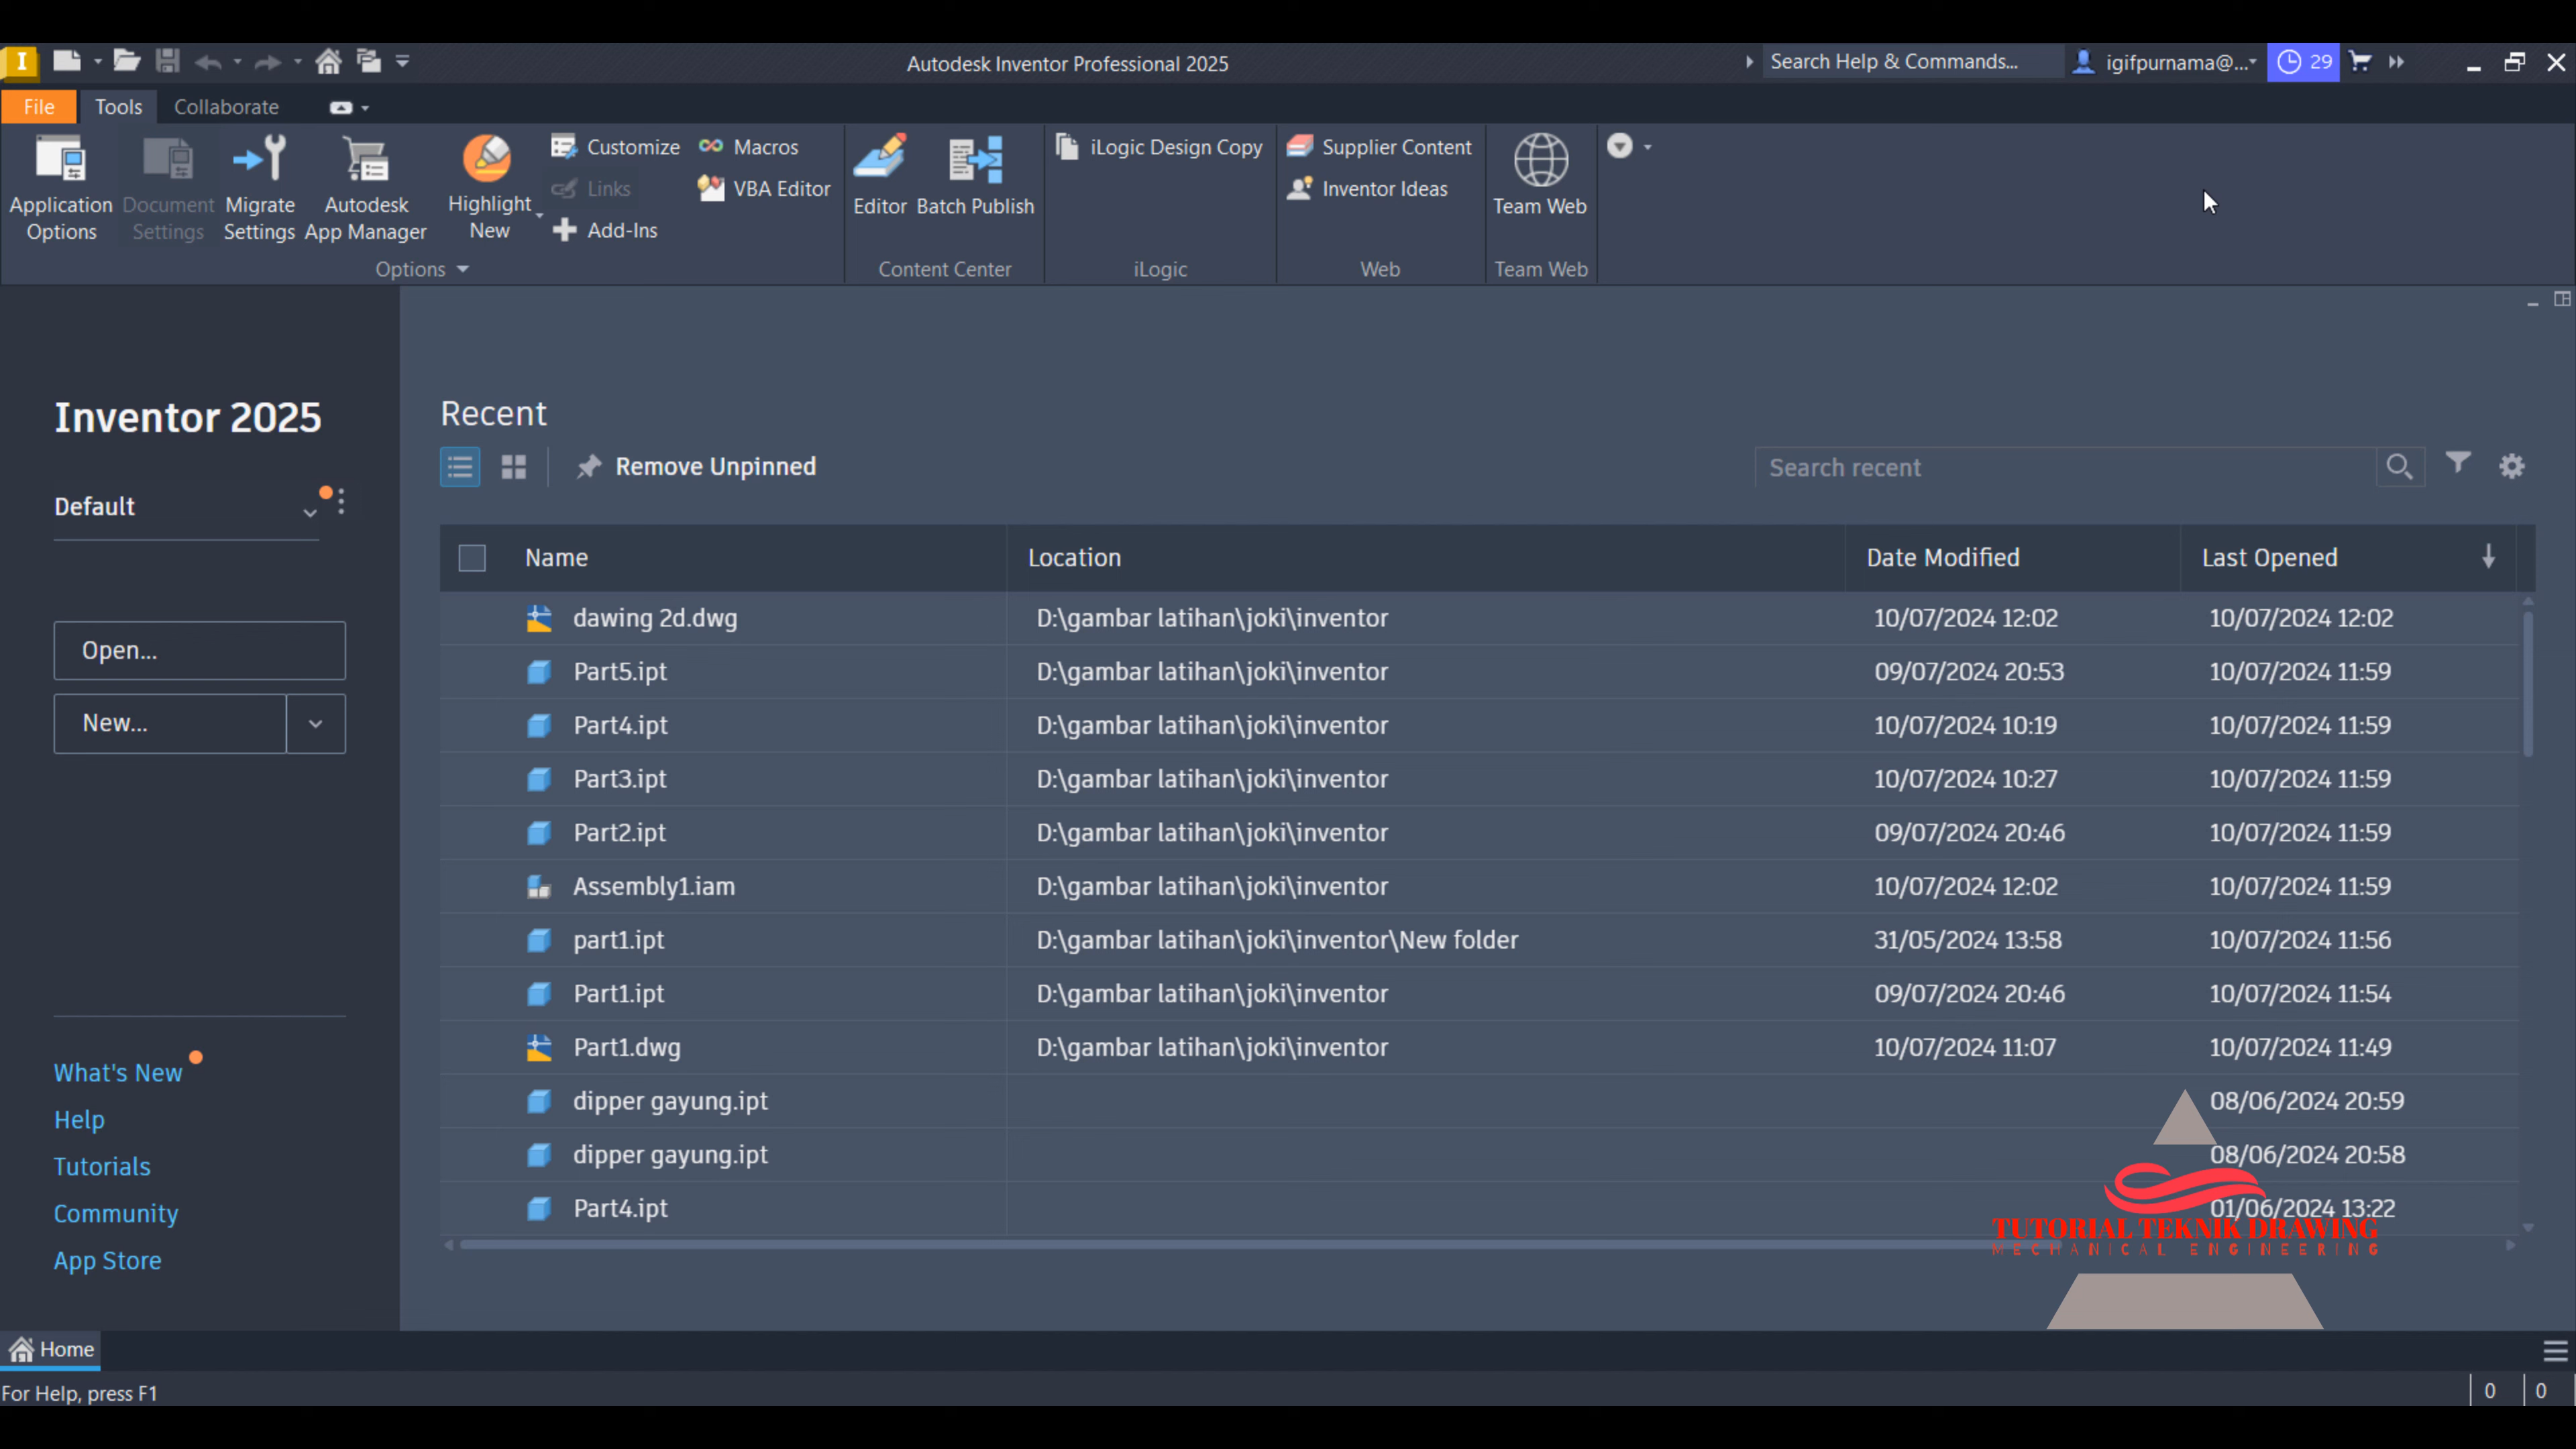 I Autodesk Inventor Professional 2025 Search Help & Commands... igifpurnama@... 29
File Tools Collaborate
Application Options
Document Settings
Migrate Settings
Autodesk App Manager
Highlight New
Customize
Links
Add-Ins
Macros
VBA Editor
Options
Editor
Batch Publish
Content Center
iLogic Design Copy
iLogic
Supplier Content
Inventor Ideas
Web
Team Web
Team Web
Inventor 2025
Default
Open...
New...
What's New
Help
Tutorials
Community
App Store
Recent
Remove Unpinned
Search recent
Name Location Date Modified Last Opened
dawing 2d.dwg D:\gambar latihan\joki\inventor 10/07/2024 12:02 10/07/2024 12:02
Part5.ipt D:\gambar latihan\joki\inventor 09/07/2024 20:53 10/07/2024 11:59
Part4.ipt D:\gambar latihan\joki\inventor 10/07/2024 10:19 10/07/2024 11:59
Part3.ipt D:\gambar latihan\joki\inventor 10/07/2024 10:27 10/07/2024 11:59
Part2.ipt D:\gambar latihan\joki\inventor 09/07/2024 20:46 10/07/2024 11:59
Assembly1.iam D:\gambar latihan\joki\inventor 10/07/2024 12:02 10/07/2024 11:59
part1.ipt D:\gambar latihan\joki\inventor\New folder 31/05/2024 13:58 10/07/2024 11:56
Part1.ipt D:\gambar latihan\joki\inventor 09/07/2024 20:46 10/07/2024 11:54
Part1.dwg D:\gambar latihan\joki\inventor 10/07/2024 11:07 10/07/2024 11:49
dipper gayung.ipt 08/06/2024 20:59
dipper gayung.ipt 08/06/2024 20:58
Part4.ipt 01/06/2024 13:22
TUTORIAL TEKNIK DRAWING
MECHANICAL ENGINEERING
Home
For Help, press F1 0 0